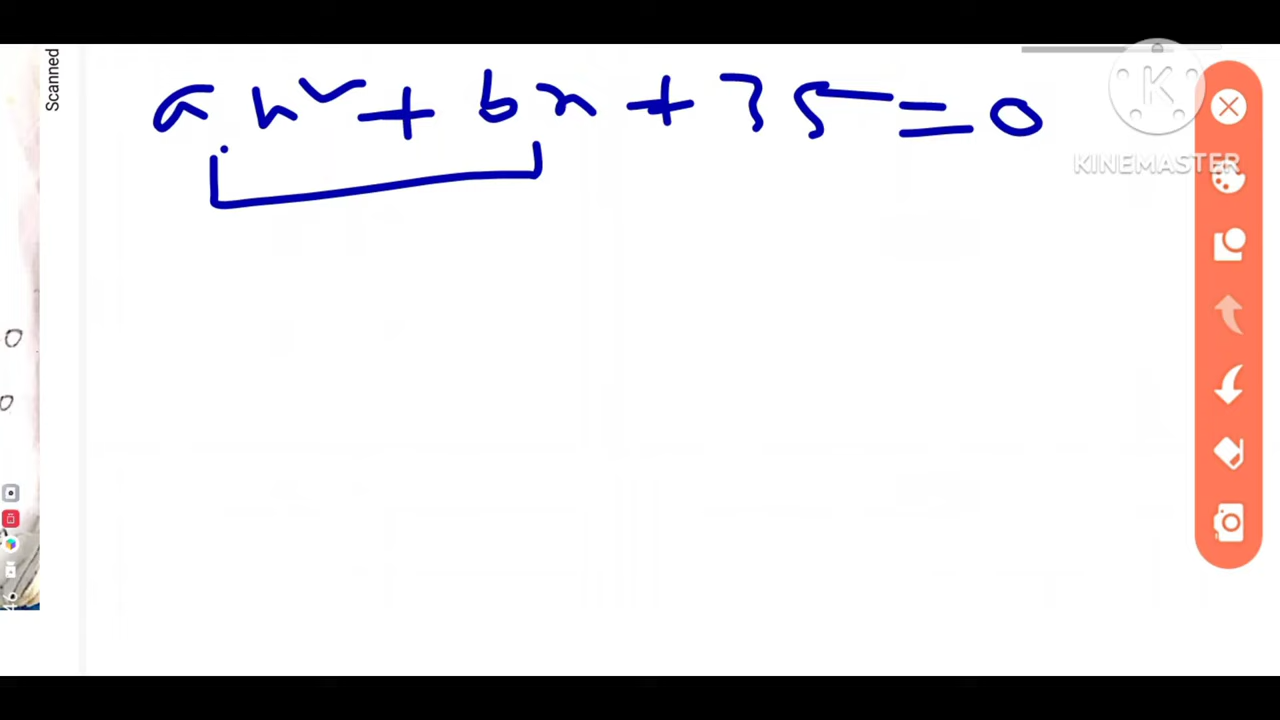 Scanned
ax² + bx + 35 = 0
KINEMASTER